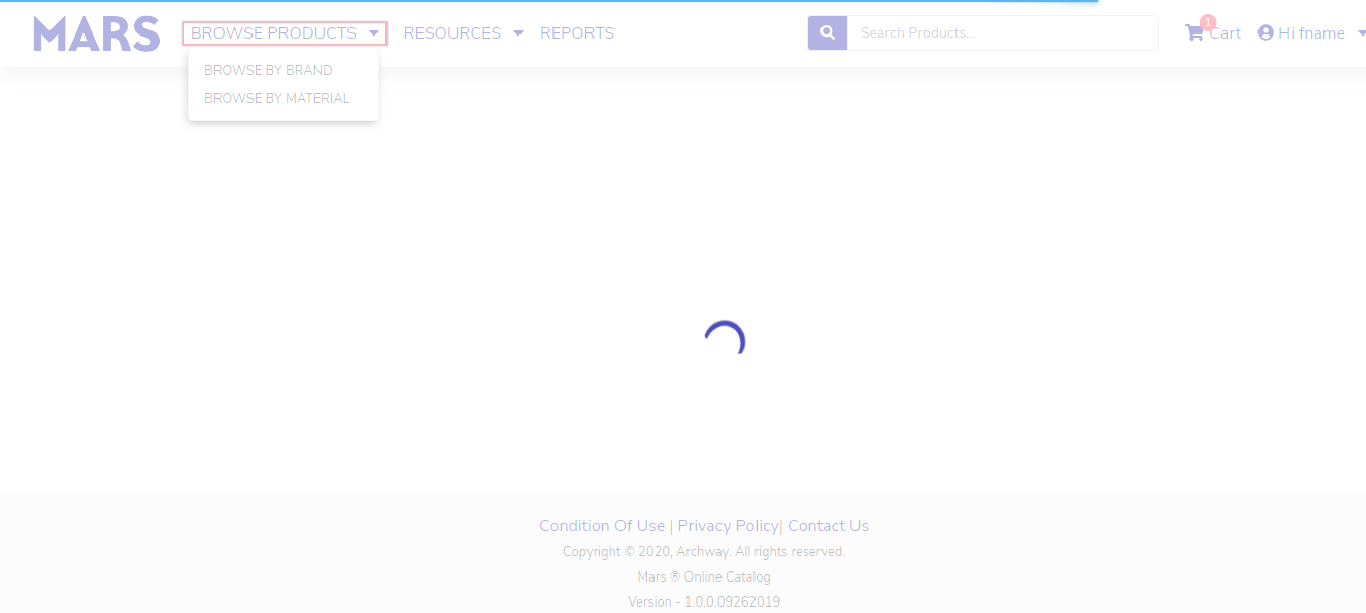 MARS BROWSE PRODUCTS RESOURCES REPORTS Search Products... 1 Cart Hi fname
BROWSE BY BRAND
BROWSE BY MATERIAL
Condition Of Use | Privacy Policy| Contact Us
Copyright © 2020, Archway. All rights reserved.
Mars ® Online Catalog
Version - 1.0.0.09262019